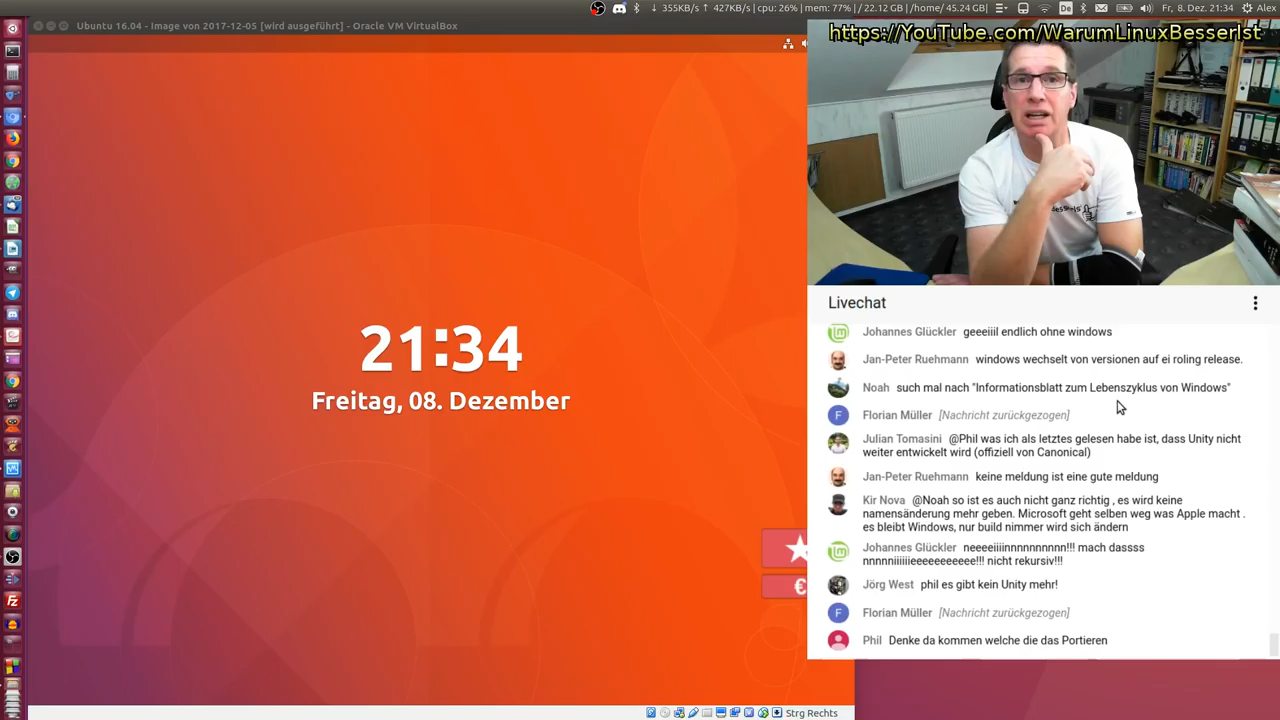 355KB/s 427KB/s cpu: 26% mem: 77% // 22.12 GB /home/ 45.24 GB De Fr, 8. Dez, 21:34 Alex
Ubuntu 16.04 - Image von 2017-12-05 [wird ausgeführt] - Oracle VM VirtualBox
https://YouTube.com/WarumLinuxBesserIst
21:34
Freitag, 08. Dezember
Livechat
Johannes Glückler geeeiiil endlich ohne windows
Jan-Peter Ruehmann windows wechselt von versionen auf ei roling release.
Noah such mal nach "Informationsblatt zum Lebenszyklus von Windows"
Florian Müller [Nachricht zurückgezogen]
Julian Tomasini @Phil was ich als letztes gelesen habe ist, dass Unity nicht
weiter entwickelt wird (offiziell von Canonical)
Jan-Peter Ruehmann keine meldung ist eine gute meldung
Kir Nova @Noah so ist es auch nicht ganz richtig , es wird keine
namensänderung mehr geben. Microsoft geht selben weg was Apple macht .
es bleibt Windows, nur build nimmer wird sich ändern
Johannes Glückler neeeeiiiinnnnnnnnn!!! mach dassss
nnnnniiiiiieeeeeeeeeee!!! nicht rekursiv!!!
Jörg West phil es gibt kein Unity mehr!
Florian Müller [Nachricht zurückgezogen]
Phil Denke da kommen welche die das Portieren
€
Strg Rechts